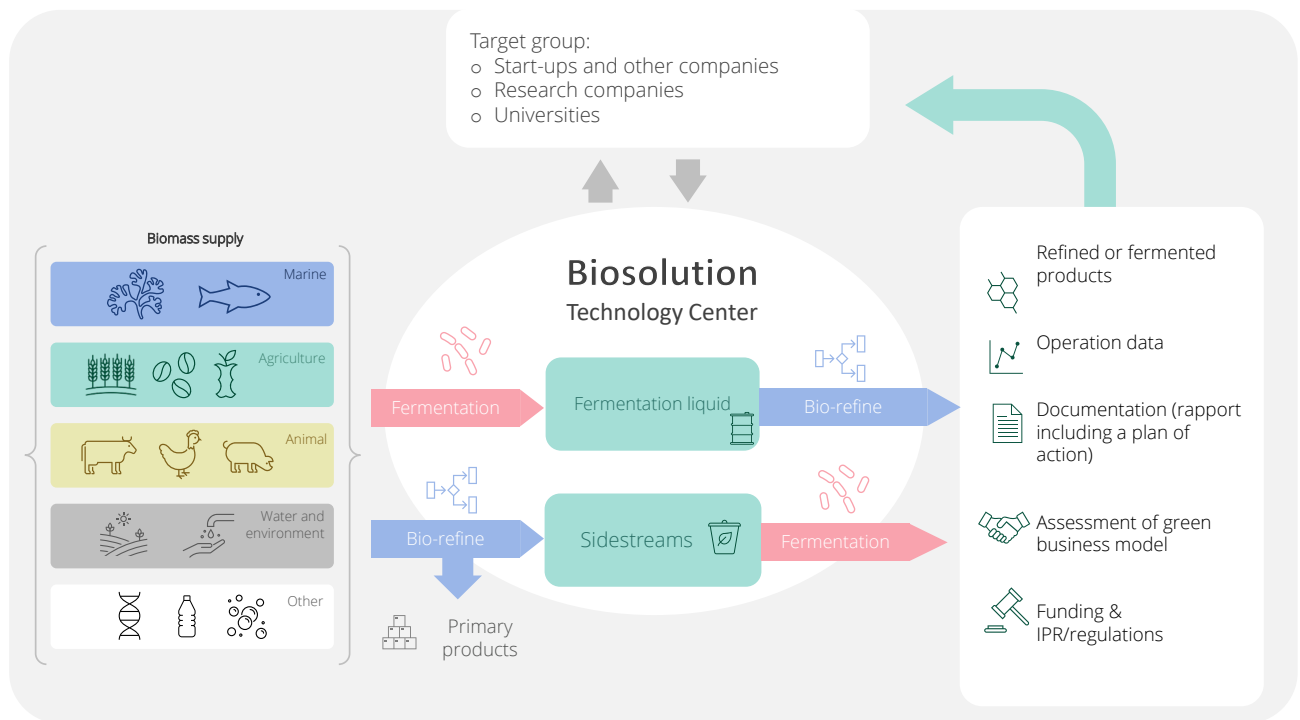 Target group:
o Start-ups and other companies
o Research companies
o Universities
Biomass supply
Marine
Agriculture
Animal
Water and
environment
Other
Biosolution
Technology Center
Fermentation
Fermentation liquid
Bio-refine
Bio-refine
Sidestreams
Fermentation
Primary
products
Refined or fermented
products
Operation data
Documentation (rapport
including a plan of
action)
Assessment of green
business model
Funding &
IPR/regulations